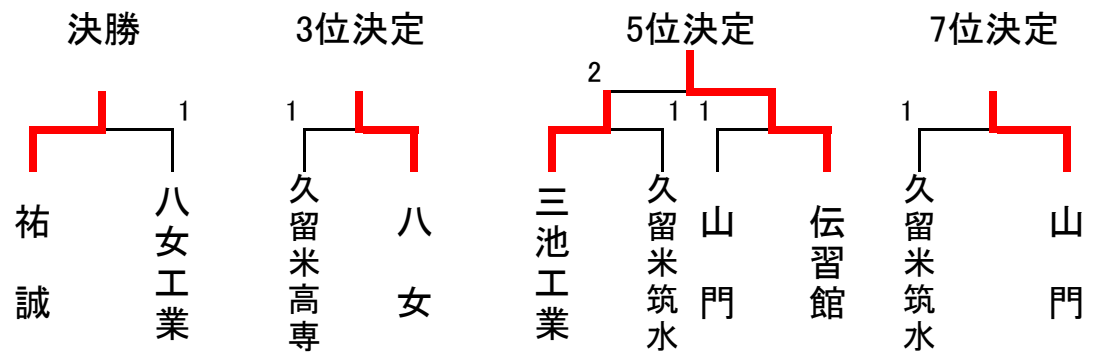 決勝
3位決定
5位決定
7位決定
2
1
1
1
1
1
祐誠
八女工業
久留米高専
八女
三池工業
久留米筑水
山門
伝習館
久留米筑水
山門